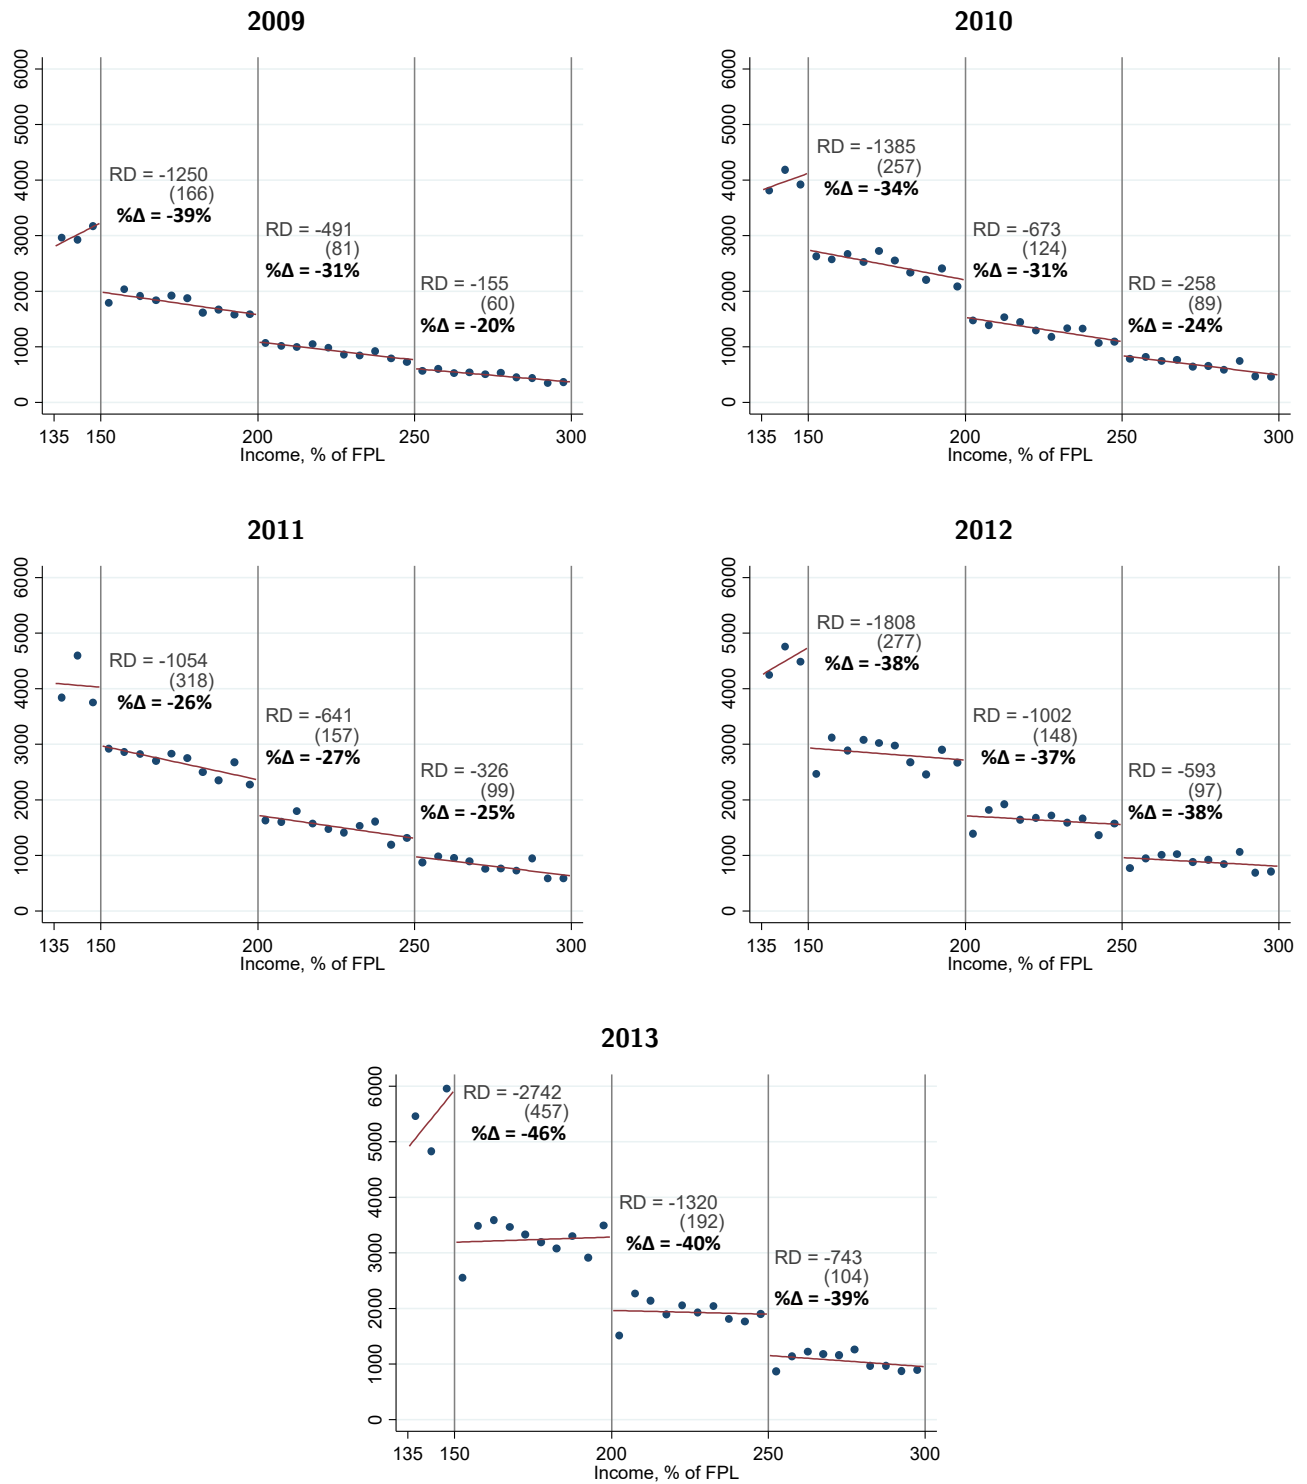 2009
6000
5000
4000
3000
2000
1000
0
RD = -1250
(166)
%Δ = -39%
RD = -491
(81)
%Δ = -31%
RD = -155
(60)
%Δ = -20%
135 150 200 250 300
Income, % of FPL
2010
6000
5000
4000
3000
2000
1000
0
RD = -1385
(257)
%Δ = -34%
RD = -673
(124)
%Δ = -31%
RD = -258
(89)
%Δ = -24%
135 150 200 250 300
Income, % of FPL
2011
6000
5000
4000
3000
2000
1000
0
RD = -1054
(318)
%Δ = -26%
RD = -641
(157)
%Δ = -27%
RD = -326
(99)
%Δ = -25%
135 150 200 250 300
Income, % of FPL
2012
6000
5000
4000
3000
2000
1000
0
RD = -1808
(277)
%Δ = -38%
RD = -1002
(148)
%Δ = -37%
RD = -593
(97)
%Δ = -38%
135 150 200 250 300
Income, % of FPL
2013
6000
5000
4000
3000
2000
1000
0
RD = -2742
(457)
%Δ = -46%
RD = -1320
(192)
%Δ = -40%
RD = -743
(104)
%Δ = -39%
135 150 200 250 300
Income, % of FPL